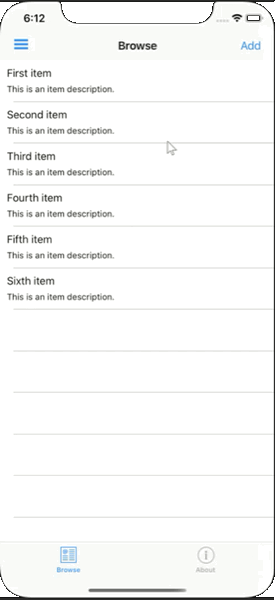 6:12
Browse
Add
First item
This is an item description.
Second item
This is an item description.
Third item
This is an item description.
Fourth item
This is an item description.
Fifth item
This is an item description.
Sixth item
This is an item description.
Browse
About